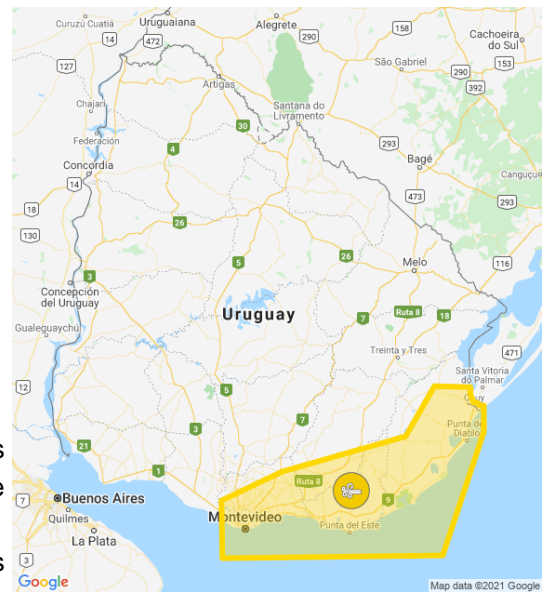 Curuzú Cuatiá
Uruguaiana
Alegrete
158
Cachoeira
do Sul
14
472
290
153
127
São Gabriel
290
392
Artigas
Chajarí
Santana do
Livramento
30
Federación
4
293
Bagé
Concordia
14
Canguçu
473
18
293
26
130
26
Melo
5
116
3
Concepción
del Uruguay
Uruguay
Ruta 8
18
7
Gualeguaychú
Treinta y Tres
471
Santa Vitoria
do Palmar
12
5
Chuy
7
Punta del
Diablo
3
21
s
1
Ruta 8
e
7
Buenos Aires
9
Montevideo
Quilmes
Punta del Este
La Plata
3
s
Google
Map data ©2021 Google